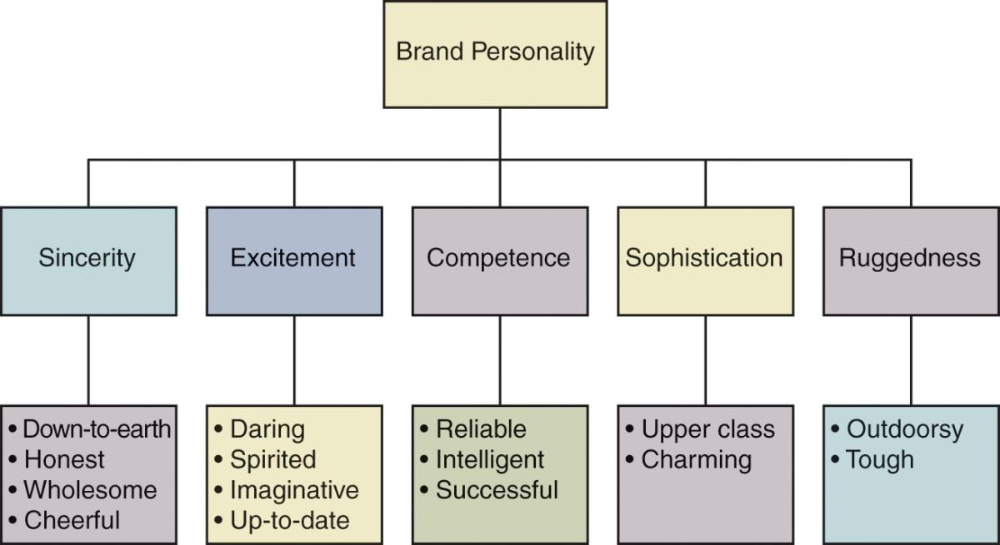 Brand Personality
Sincerity
Excitement
Competence
Sophistication
Ruggedness
• Down-to-earth
• Honest
• Wholesome
• Cheerful
• Daring
• Spirited
• Imaginative
• Up-to-date
• Reliable
• Intelligent
• Successful
• Upper class
• Charming
• Outdoorsy
• Tough